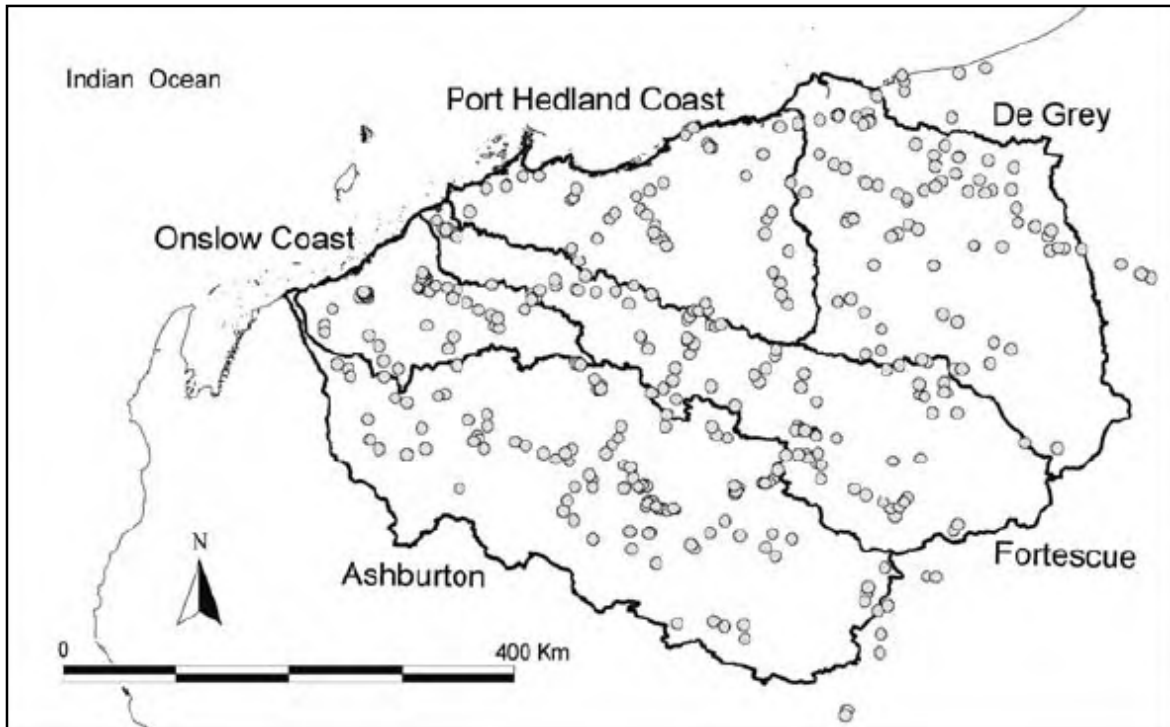 Indian Ocean
Port Hedland Coast
De Grey
Onslow Coast
Ashburton
Fortescue
N
0
400 Km